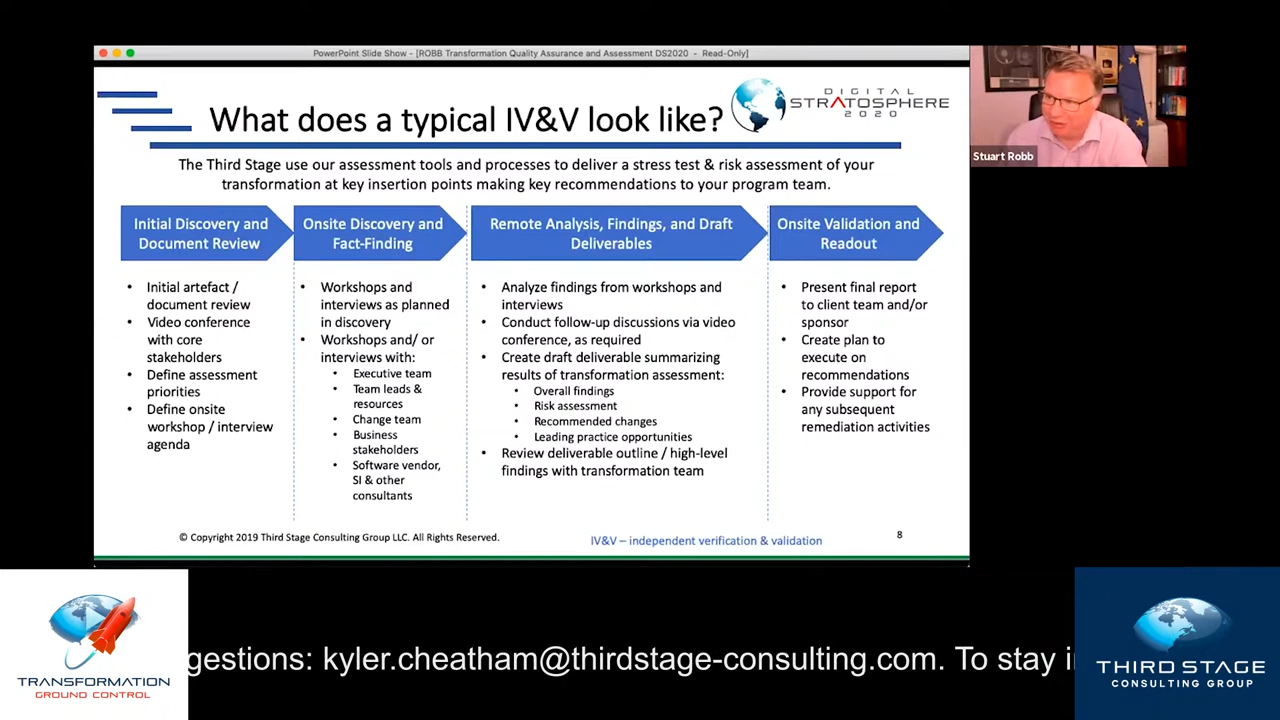 PowerPoint Slide Show - [ROBB Transformation Quality Assurance and Assessment DS2020 - Read-Only]
What does a typical IV&V look like?
DIGITAL
STRATOSPHERE
2020
Stuart Robb
The Third Stage use our assessment tools and processes to deliver a stress test & risk assessment of your
transformation at key insertion points making key recommendations to your program team.
Initial Discovery and
Document Review
• Initial artefact /
document review
• Video conference
with core
stakeholders
• Define assessment
priorities
• Define onsite
workshop / interview
agenda
Onsite Discovery and
Fact-Finding
• Workshops and
interviews as planned
in discovery
• Workshops and/ or
interviews with:
• Executive team
• Team leads &
resources
• Change team
• Business
stakeholders
• Software vendor,
SI & other
consultants
Remote Analysis, Findings, and Draft
Deliverables
• Analyze findings from workshops and
interviews
• Conduct follow-up discussions via video
conference, as required
• Create draft deliverable summarizing
results of transformation assessment:
• Overall findings
• Risk assessment
• Recommended changes
• Leading practice opportunities
• Review deliverable outline / high-level
findings with transformation team
Onsite Validation and
Readout
• Present final report
to client team and/or
sponsor
• Create plan to
execute on
recommendations
• Provide support for
any subsequent
remediation activities
© Copyright 2019 Third Stage Consulting Group LLC. All Rights Reserved.
IV&V – independent verification & validation
8
TRANSFORMATION
GROUND CONTROL
gestions: kyler.cheatham@thirdstage-consulting.com. To stay i
THIRD STAGE
CONSULTING GROUP